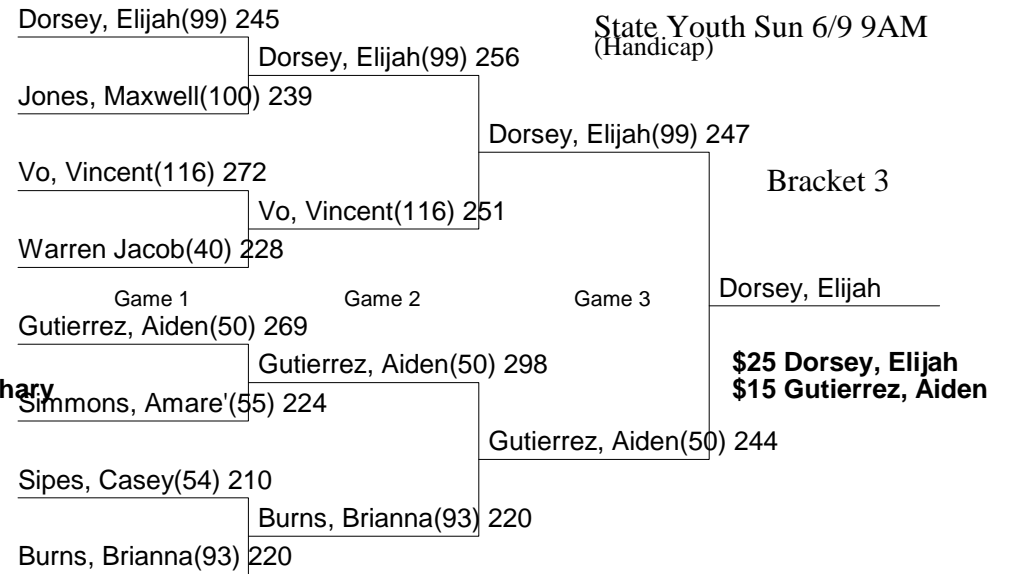 Dorsey, Elijah(99) 245
State Youth Sun 6/9 9AM
(Handicap)
Dorsey, Elijah(99) 256
Jones, Maxwell(100) 239
Dorsey, Elijah(99) 247
Vo, Vincent(116) 272
Bracket 3
Vo, Vincent(116) 251
Warren Jacob(40) 228
Game 1
Game 2
Game 3
Dorsey, Elijah
Gutierrez, Aiden(50) 269
Gutierrez, Aiden(50) 298
$25 Dorsey, Elijah
$15 Gutierrez, Aiden
hary
Simmons, Amare'(55) 224
Gutierrez, Aiden(50) 244
Sipes, Casey(54) 210
Burns, Brianna(93) 220
Burns, Brianna(93) 220